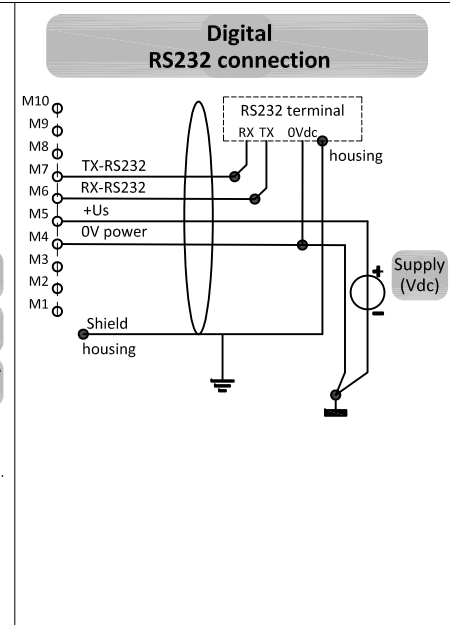 Digital
RS232 connection
M10
M9
M8
M7
M6
M5
M4
M3
M2
M1
TX-RS232
RX-RS232
+Us
0V power
Shield
housing
RS232 terminal
RX TX 0Vdc
housing
+
Supply
(Vdc)
-